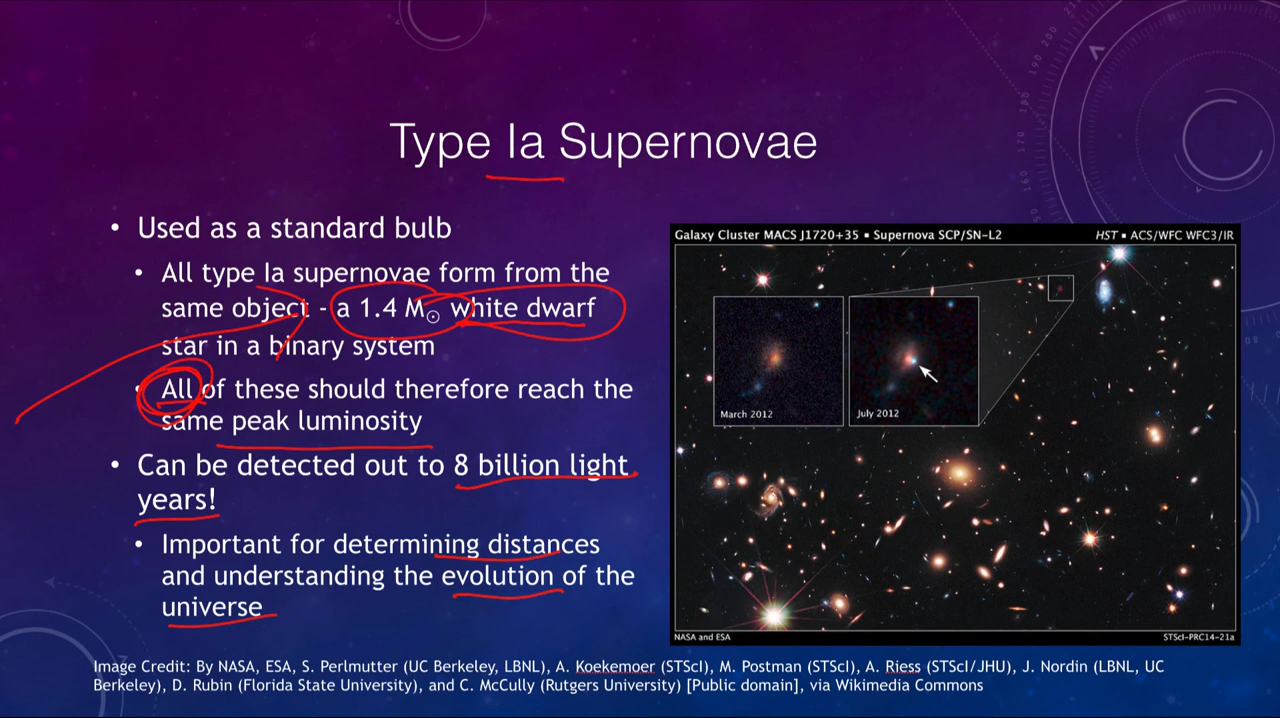 Type Ia Supernovae
• Used as a standard bulb
• All type Ia supernovae form from the
same object - a 1.4 M☉ white dwarf
star in a binary system
• All of these should therefore reach the
same peak luminosity
• Can be detected out to 8 billion light
years!
• Important for determining distances
and understanding the evolution of the
universe
Galaxy Cluster MACS J1720+35 ▪ Supernova SCP/SN-L2
HST ▪ ACS/WFC WFC3/IR
March 2012
July 2012
NASA and ESA
STScI-PRC14-21a
Image Credit: By NASA, ESA, S. Perlmutter (UC Berkeley, LBNL), A. Koekemoer (STScI), M. Postman (STScI), A. Riess (STScI/JHU), J. Nordin (LBNL, UC
Berkeley), D. Rubin (Florida State University), and C. McCully (Rutgers University) [Public domain], via Wikimedia Commons